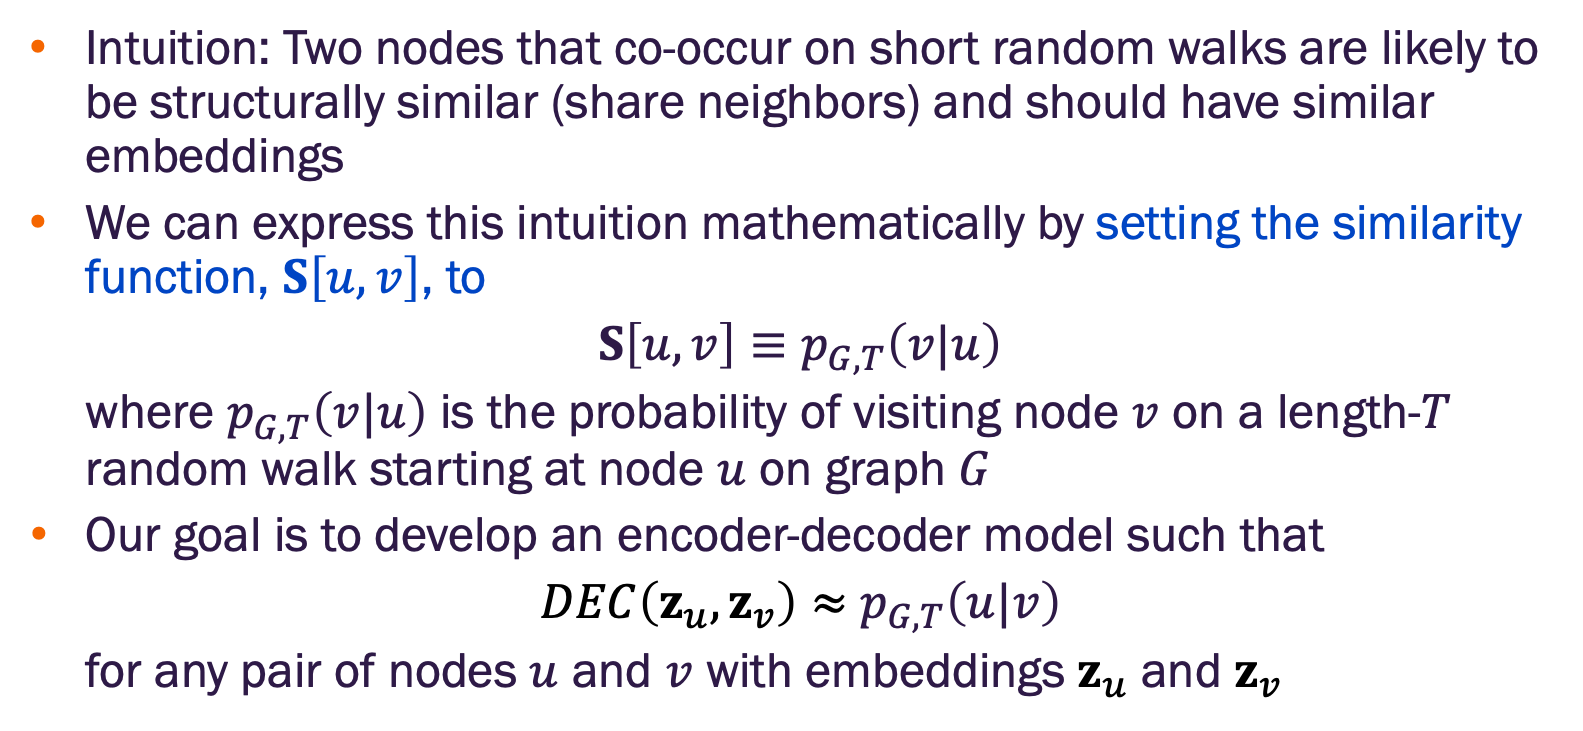 • Intuition: Two nodes that co-occur on short random walks are likely to
be structurally similar (share neighbors) and should have similar
embeddings
• We can express this intuition mathematically by setting the similarity
function, 𝐒[𝑢, 𝑣], to
𝐒[𝑢, 𝑣] ≡ 𝑝_{𝐺,𝑇}(𝑣|𝑢)
where 𝑝_{𝐺,𝑇}(𝑣|𝑢) is the probability of visiting node 𝑣 on a length-𝑇
random walk starting at node 𝑢 on graph 𝐺
• Our goal is to develop an encoder-decoder model such that
𝐷𝐸𝐶(𝐳_𝑢, 𝐳_𝑣) ≈ 𝑝_{𝐺,𝑇}(𝑢|𝑣)
for any pair of nodes 𝑢 and 𝑣 with embeddings 𝐳_𝑢 and 𝐳_𝑣